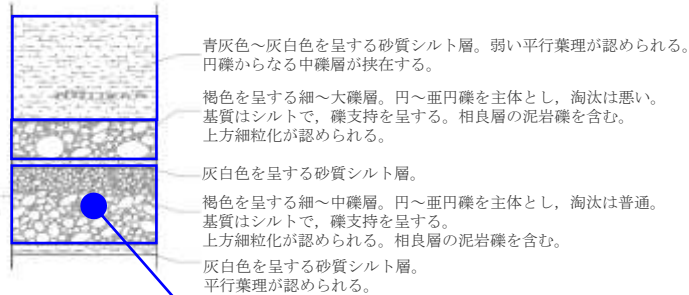 青灰色~灰白色を呈する砂質シルト層。弱い平行葉理が認められる。
円礫からなる中礫層が挟在する。
褐色を呈する細~大礫層。円~亜円礫を主体とし，淘汰は悪い。
基質はシルトで，礫支持を呈する。相良層の泥岩礫を含む。
上方細粒化が認められる。
灰白色を呈する砂質シルト層。
褐色を呈する細~中礫層。円~亜円礫を主体とし，淘汰は普通。
基質はシルトで，礫支持を呈する。
上方細粒化が認められる。相良層の泥岩礫を含む。
灰白色を呈する砂質シルト層。
平行葉理が認められる。